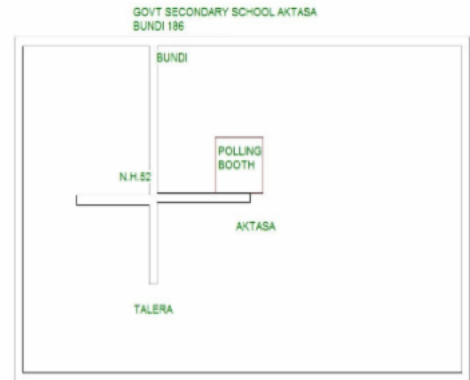 GOVT SECONDARY SCHOOL AKTASA
BUNDI 186
BUNDI
POLLING
BOOTH
N.H.52
AKTASA
TALERA